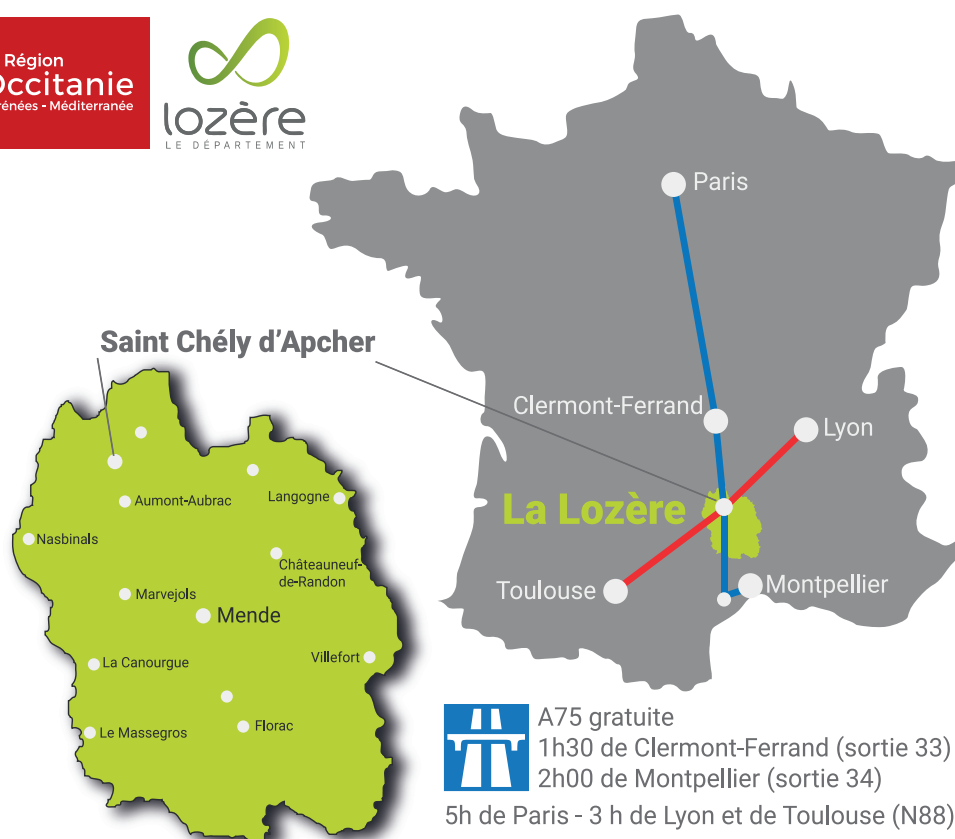 Région
Occitanie
Pyrénées - Méditerranée
lozère
LE DÉPARTEMENT
Paris
Saint Chély d'Apcher
Clermont-Ferrand
Lyon
La Lozère
Toulouse
Montpellier
Aumont-Aubrac
Langogne
Nasbinals
Châteauneuf-
de-Randon
Marvejols
Mende
La Canourgue
Villefort
Le Massegros
Florac
A75 gratuite
1h30 de Clermont-Ferrand (sortie 33)
2h00 de Montpellier (sortie 34)
5h de Paris - 3 h de Lyon et de Toulouse (N88)